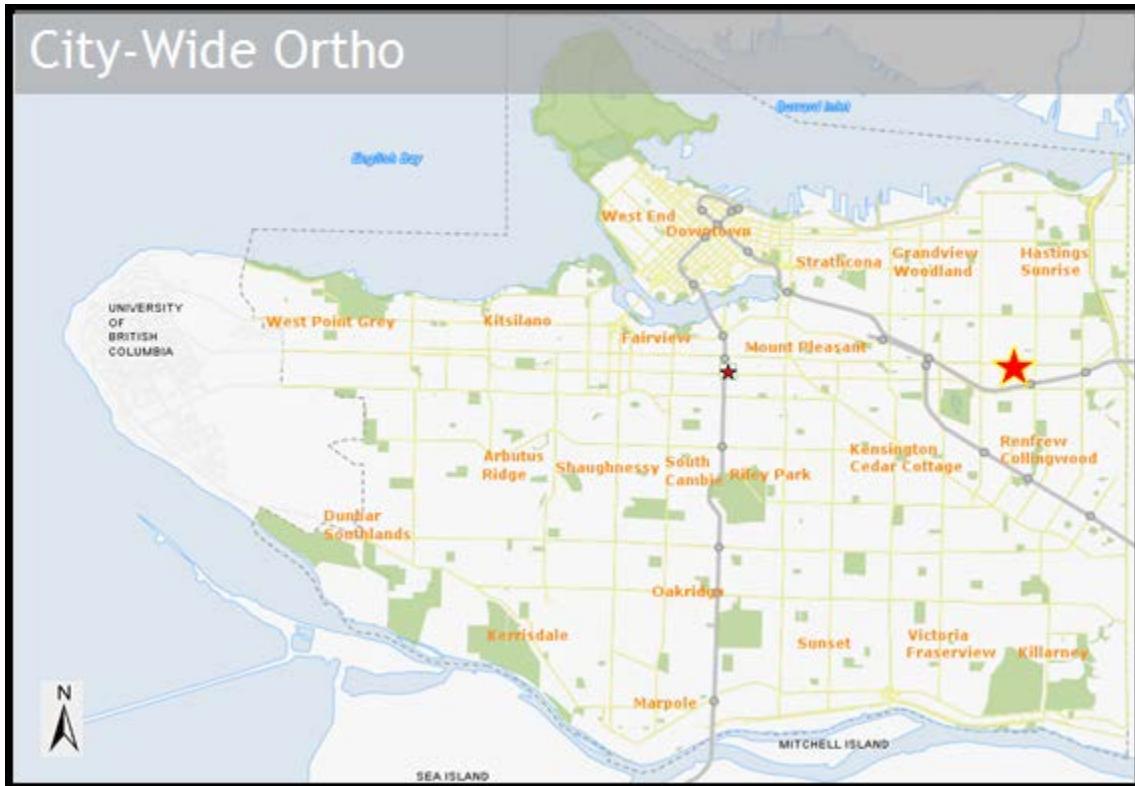 City-Wide Ortho
Burrard Inlet
English Bay
West End
Downtown
Strathcona
Grandview
Woodland
Hastings
Sunrise
UNIVERSITY
OF
BRITISH
COLUMBIA
West Point Grey
Kitsilano
Fairview
Mount Pleasant
Arbutus
Ridge
Shaughnessy
South
Cambie
Riley Park
Kensington
Cedar Cottage
Renfrew
Collingwood
Dunbar
Southlands
Oakridge
Kerrisdale
Sunset
Victoria
Fraserview
Killarney
N
Marpole
MITCHELL ISLAND
SEA ISLAND